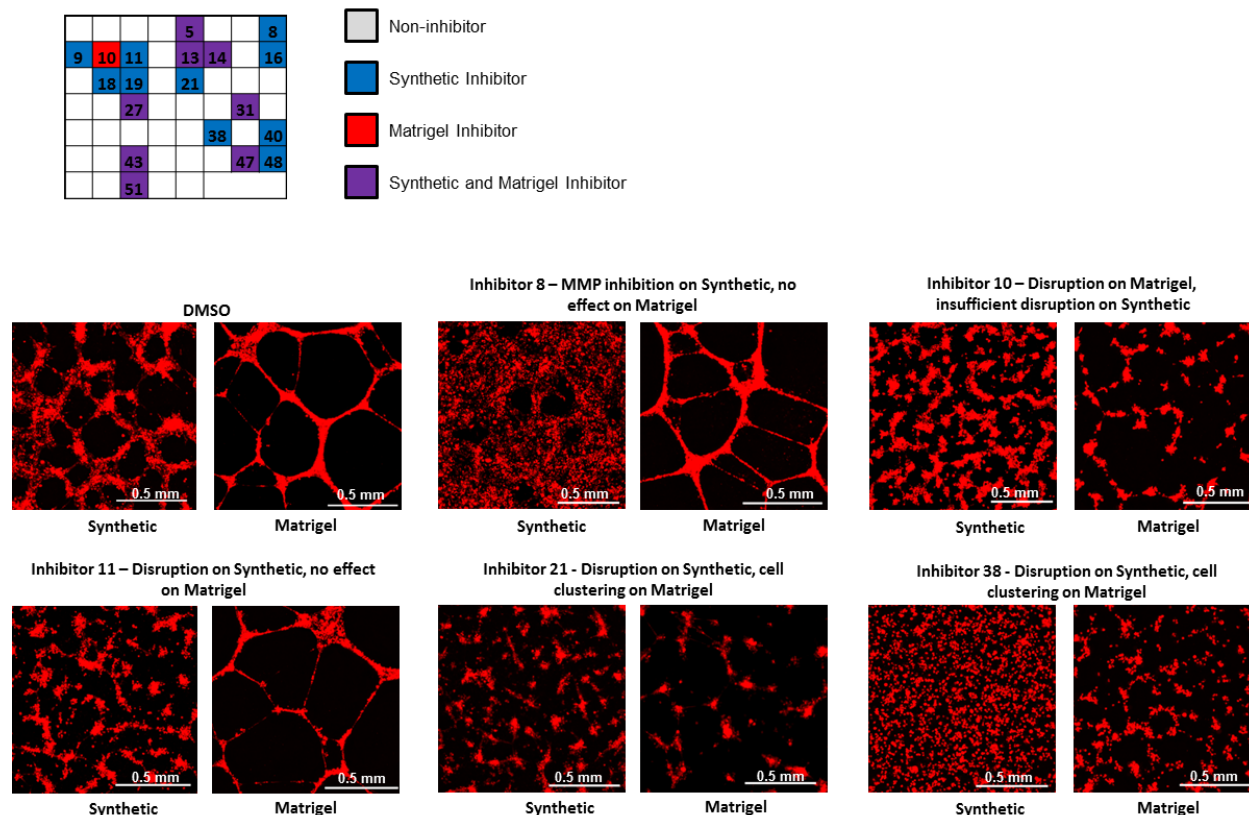 5 8
9 10 11 13 14 16
18 19 21
27 31
38 40
43 47 48
51
Non-inhibitor
Synthetic Inhibitor
Matrigel Inhibitor
Synthetic and Matrigel Inhibitor
DMSO
0.5 mm 0.5 mm
Synthetic Matrigel
Inhibitor 8 – MMP inhibition on Synthetic, no
effect on Matrigel
0.5 mm 0.5 mm
Synthetic Matrigel
Inhibitor 10 – Disruption on Matrigel,
insufficient disruption on Synthetic
0.5 mm 0.5 mm
Synthetic Matrigel
Inhibitor 11 – Disruption on Synthetic, no effect
on Matrigel
0.5 mm 0.5 mm
Synthetic Matrigel
Inhibitor 21 - Disruption on Synthetic, cell
clustering on Matrigel
0.5 mm 0.5 mm
Synthetic Matrigel
Inhibitor 38 - Disruption on Synthetic, cell
clustering on Matrigel
0.5 mm 0.5 mm
Synthetic Matrigel